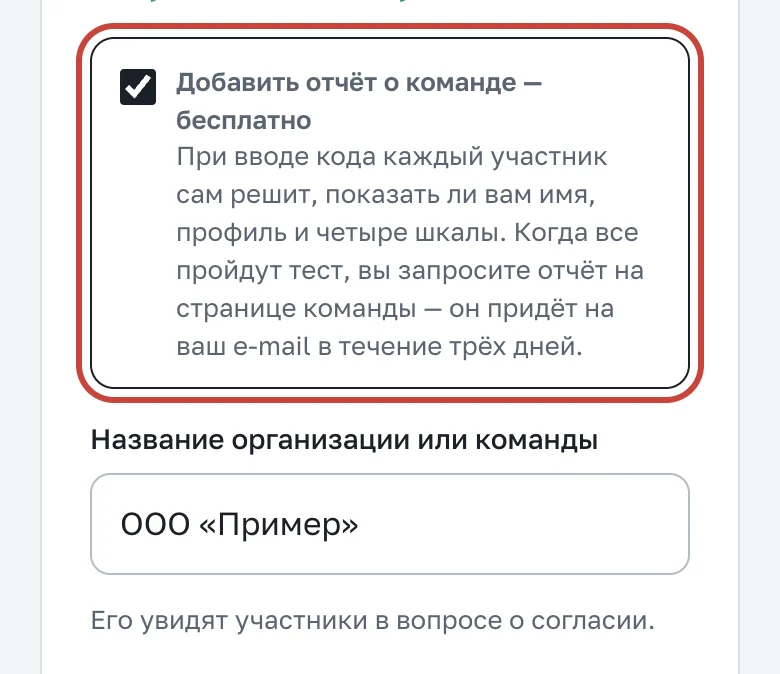 Добавить отчёт о команде —
бесплатно
При вводе кода каждый участник
сам решит, показать ли вам имя,
профиль и четыре шкалы. Когда все
пройдут тест, вы запросите отчёт на
странице команды — он придёт на
ваш e-mail в течение трёх дней.
Название организации или команды
ООО «Пример»
Его увидят участники в вопросе о согласии.